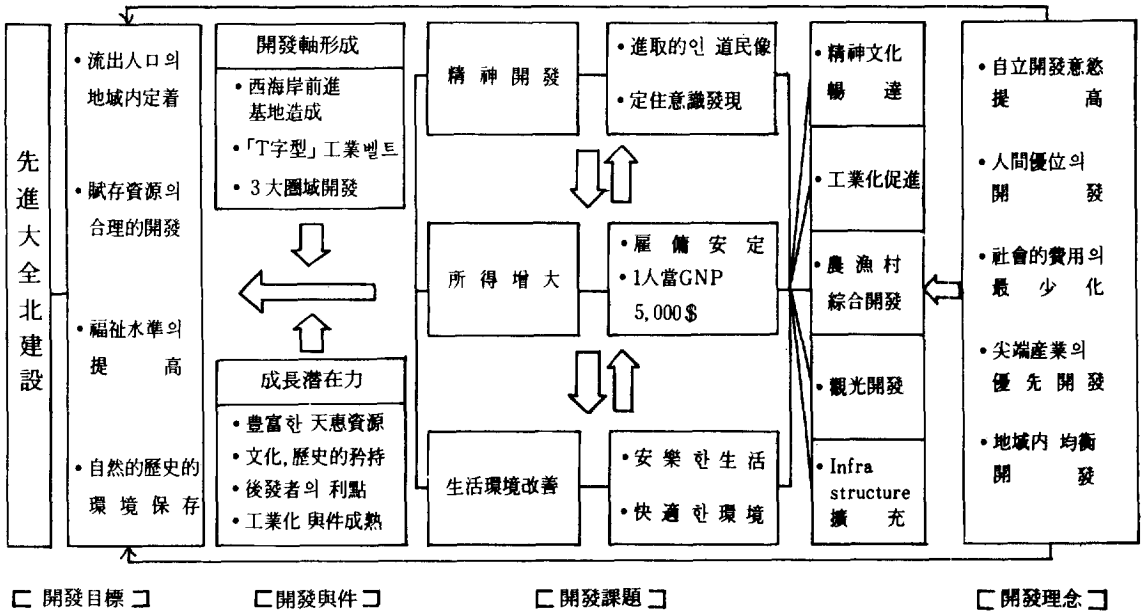 先進大全北建設
• 流出人口의
地域内定着
• 賦存資源의
合理的開發
• 福祉水準의
提 高
• 自然的歷史的
環境保存
開發軸形成
• 西海岸前進
基地造成
• 「T字型」工業벨트
• 3大圈域開發
成長潛在力
• 豊富한 天惠資源
• 文化,歷史的矜持
• 後發者의 利點
• 工業化 與件成熟
精神開發
所得增大
生活環境改善
• 進取的인 道民像
• 定住意識發現
• 雇傭安定
• 1人當GNP
5,000$
• 安樂한生活
• 快適한環境
• 精神文化
暢 達
• 工業化促進
• 農漁村
綜合開發
• 觀光開發
• Infra
structure
擴 充
• 自立開發意慾
提 高
• 人間優位의
開 發
• 社會的費用의
最少化
• 尖端產業의
優先開發
• 地域内 均衡
開 發
[開發目標]
[開發與件]
[開發課題]
[開發理念]